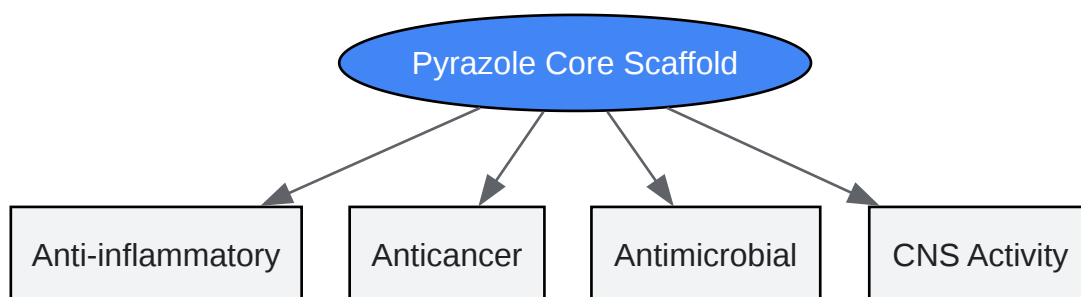 Pyrazole Core Scaffold
Anti-inflammatory
Anticancer
Antimicrobial
CNS Activity